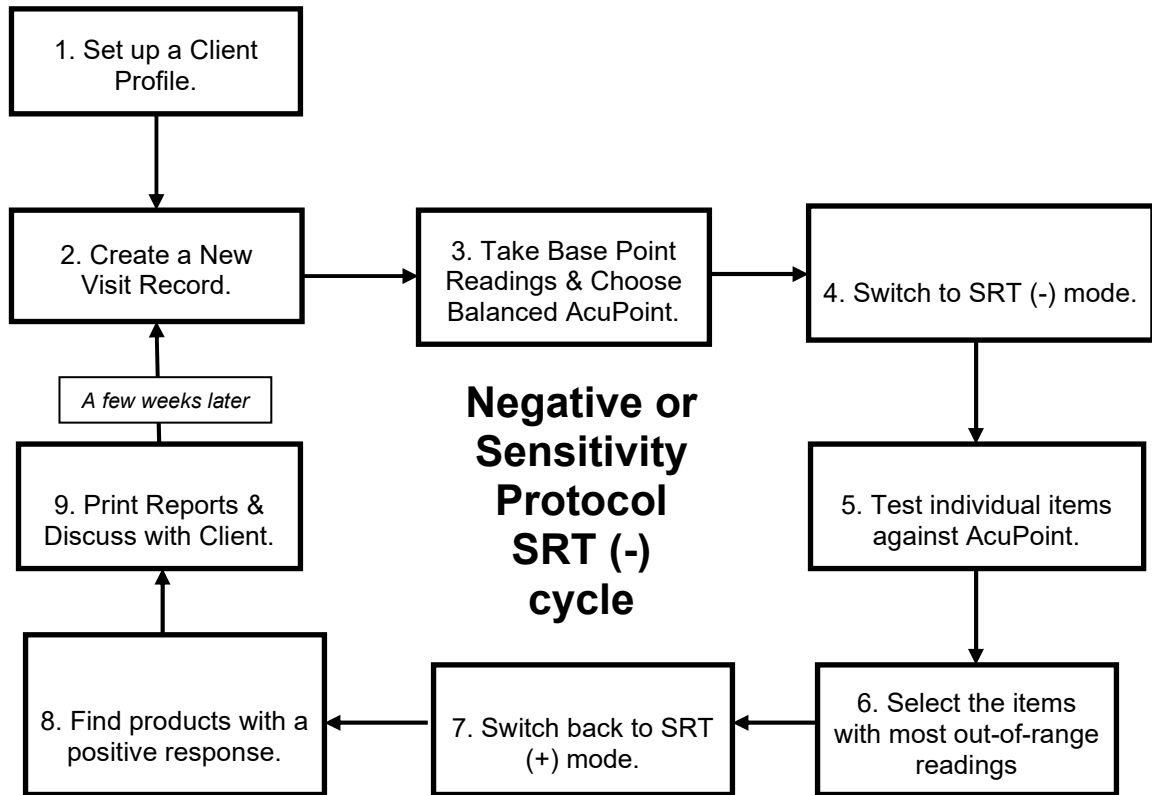 1. Set up a Client
Profile.
2. Create a New
Visit Record.
3. Take Base Point
Readings & Choose
Balanced AcuPoint.
4. Switch to SRT (-) mode.
A few weeks later
Negative or
Sensitivity
Protocol
SRT (-)
cycle
5. Test individual items
against AcuPoint.
6. Select the items
with most out-of-range
readings
7. Switch back to SRT
(+) mode.
8. Find products with a
positive response.
9. Print Reports &
Discuss with Client.